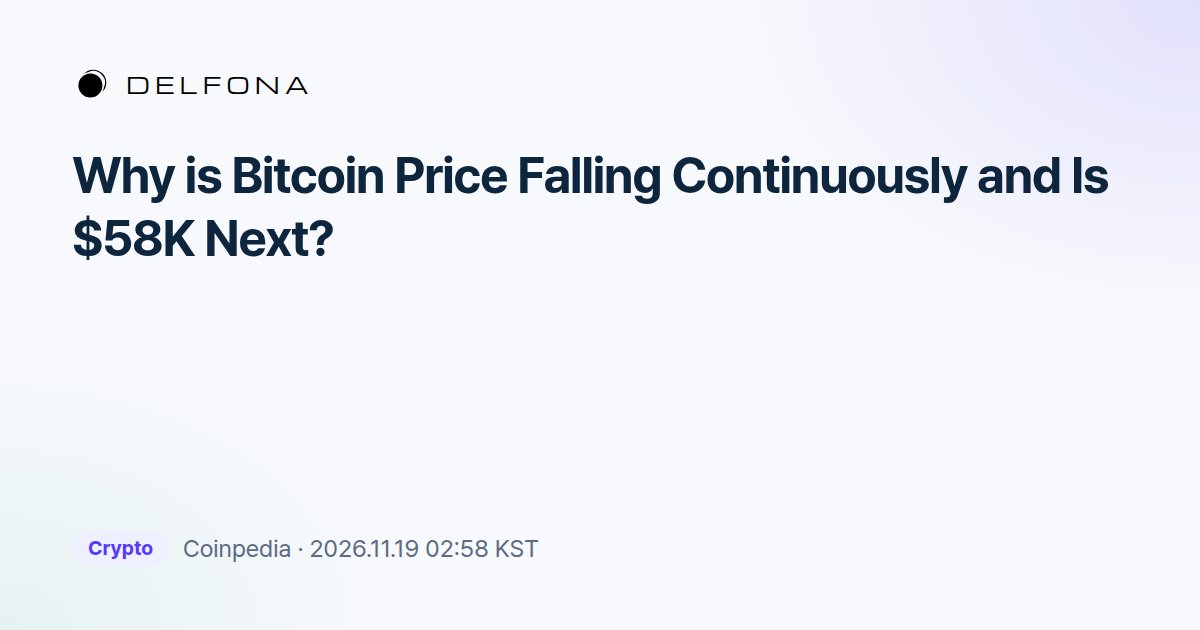 DELFONA
Why is Bitcoin Price Falling Continuously and Is
$58K Next?
Crypto Coinpedia · 2026.11.19 02:58 KST